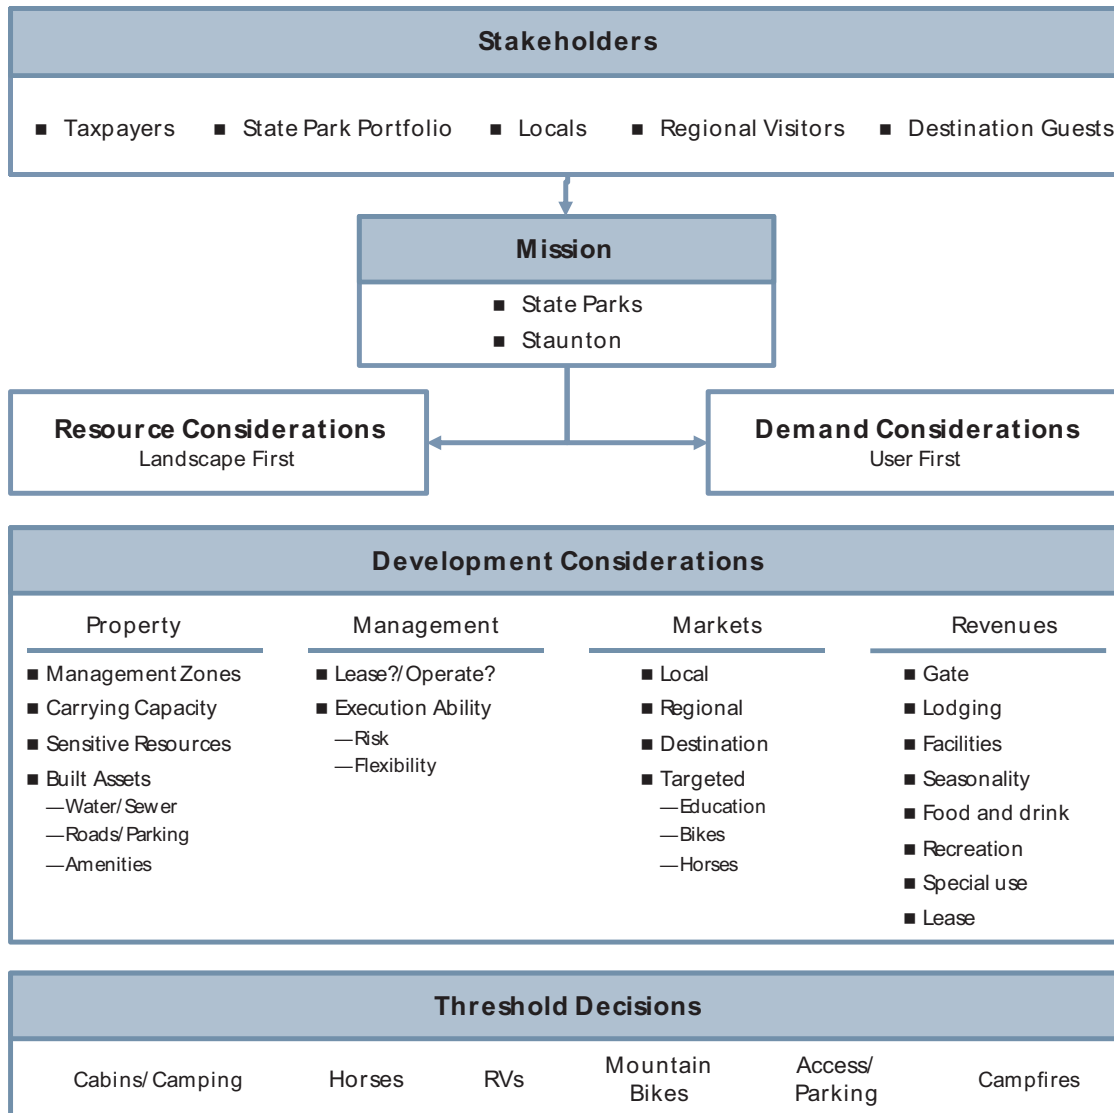 Stakeholders
■ Taxpayers ■ State Park Portfolio ■ Locals ■ Regional Visitors ■ Destination Guests
Mission
■ State Parks
■ Staunton
Resource Considerations
Landscape First
Demand Considerations
User First
Development Considerations
Property
■ Management Zones
■ Carrying Capacity
■ Sensitive Resources
■ Built Assets
—Water/Sewer
—Roads/Parking
—Amenities
Management
■ Lease?/Operate?
■ Execution Ability
—Risk
—Flexibility
Markets
■ Local
■ Regional
■ Destination
■ Targeted
—Education
—Bikes
—Horses
Revenues
■ Gate
■ Lodging
■ Facilities
■ Seasonality
■ Food and drink
■ Recreation
■ Special use
■ Lease
Threshold Decisions
Cabins/Camping
Horses
RVs
Mountain
Bikes
Access/
Parking
Campfires